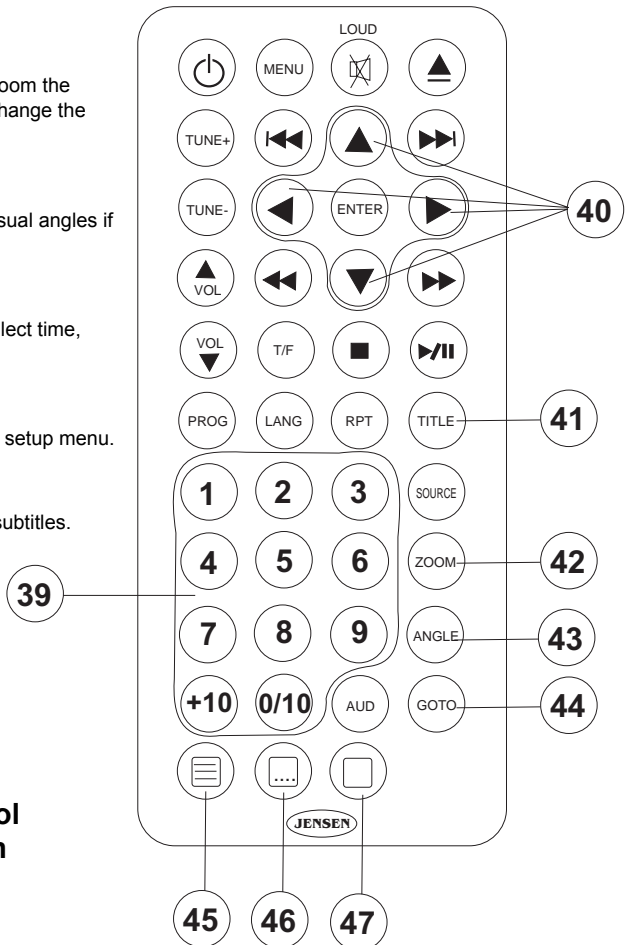 LOUD
MENU
oom the
hange the
TUNE+
TUNE-
ENTER
40
sual angles if
VOL
lect time,
VOL
T/F
PROG
LANG
RPT
TITLE
41
setup menu.
1
2
3
SOURCE
ubtitles.
4
5
6
ZOOM
42
39
7
8
9
ANGLE
43
+10
0/10
AUD
GOTO
44
JENSEN
ol
45
46
47